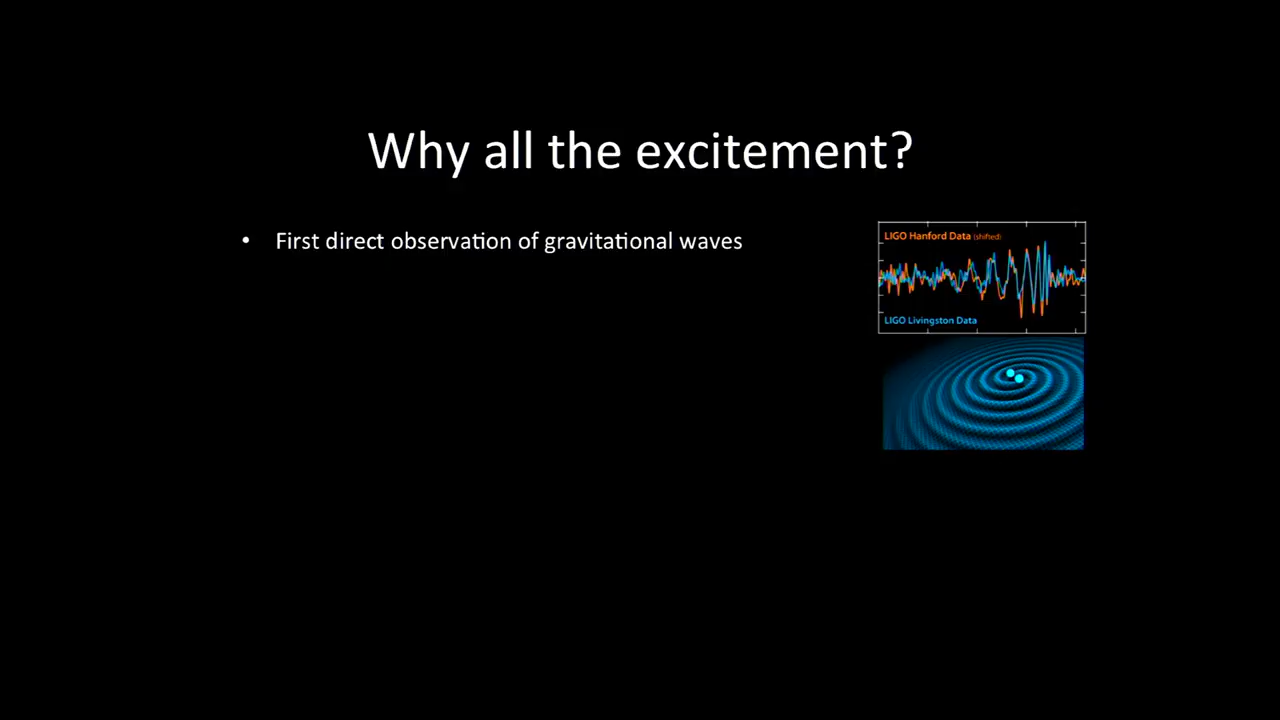 Why all the excitement?
• First direct observation of gravitational waves
LIGO Hanford Data (shifted)
LIGO Livingston Data